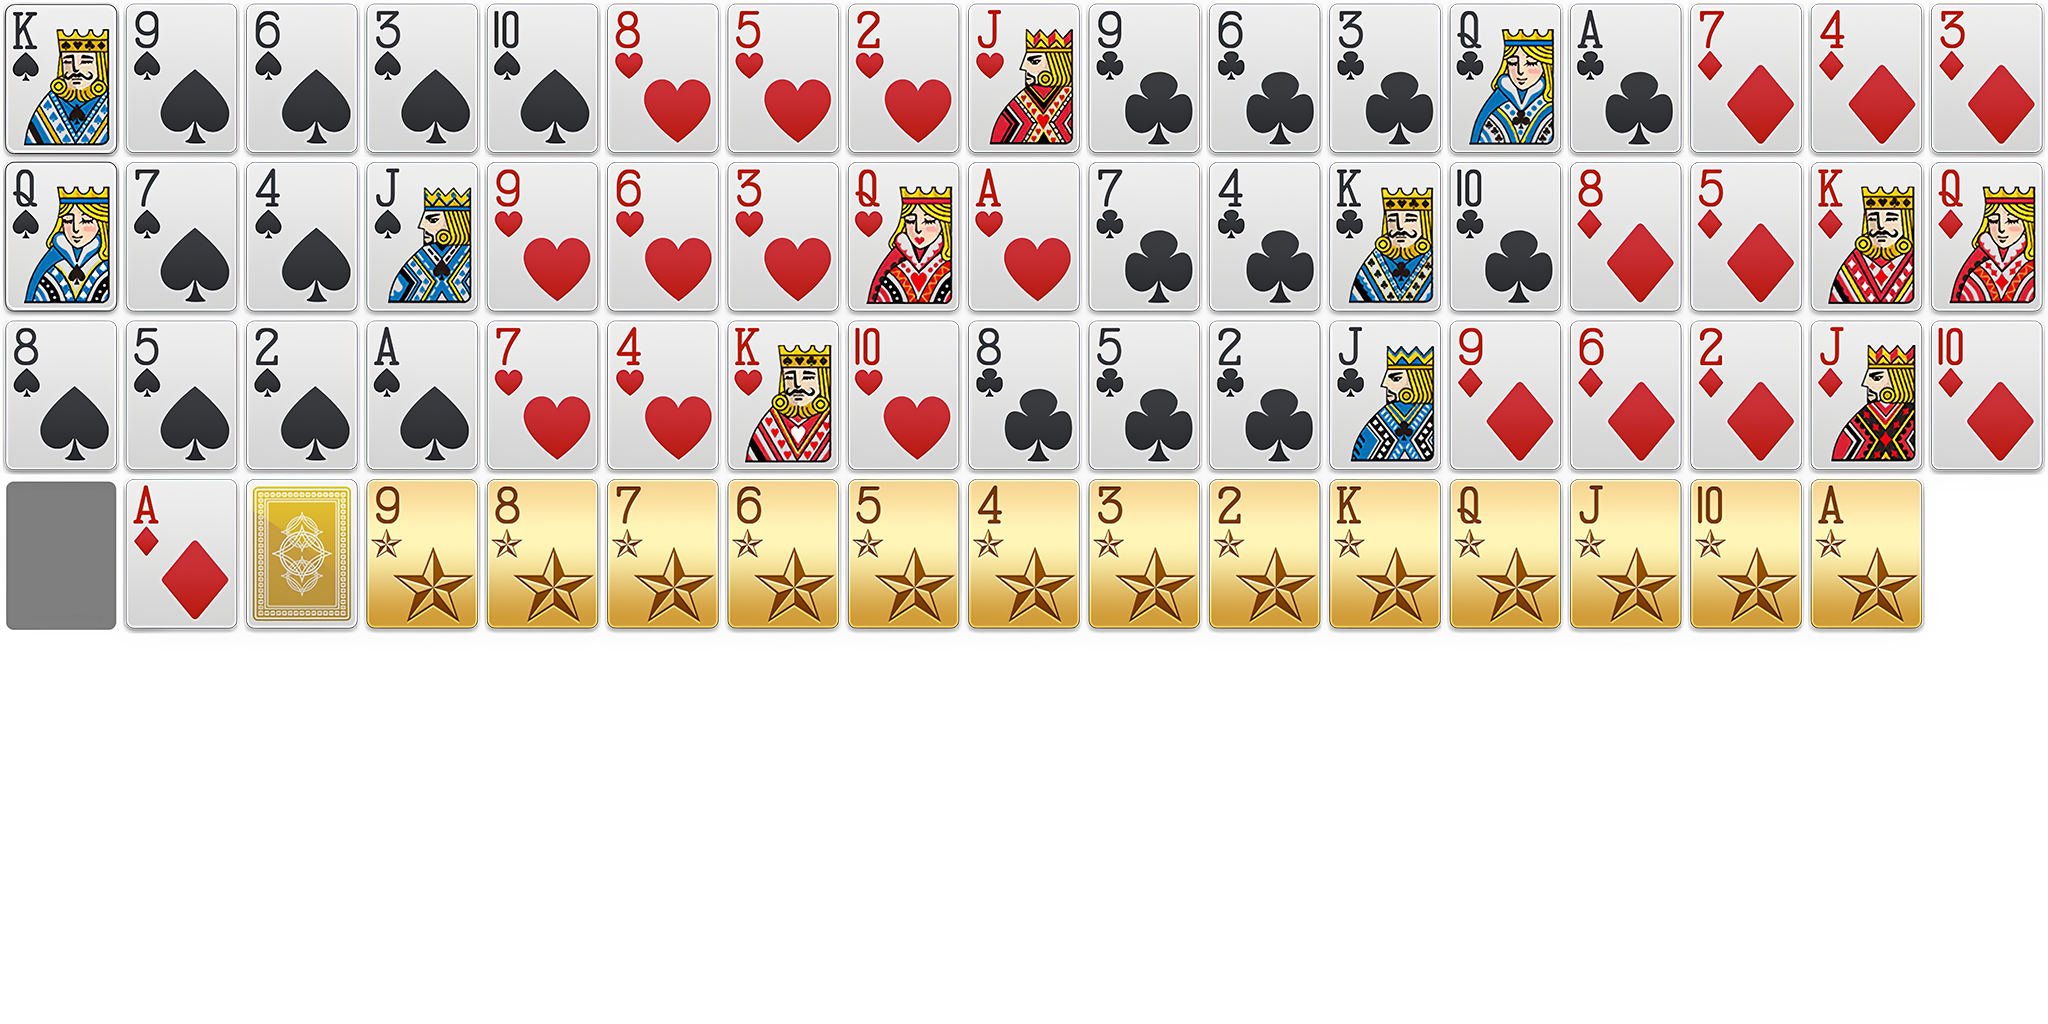 K 9 6 3 10 8 5 2 J 9 6 3 Q A 7 4 3
Q 7 4 J 9 6 3 Q A 7 4 K 10 8 5 K Q
8 5 2 A 7 4 K 10 8 5 2 J 9 6 2 J 10
A 9 8 7 6 5 4 3 2 K Q J 10 A